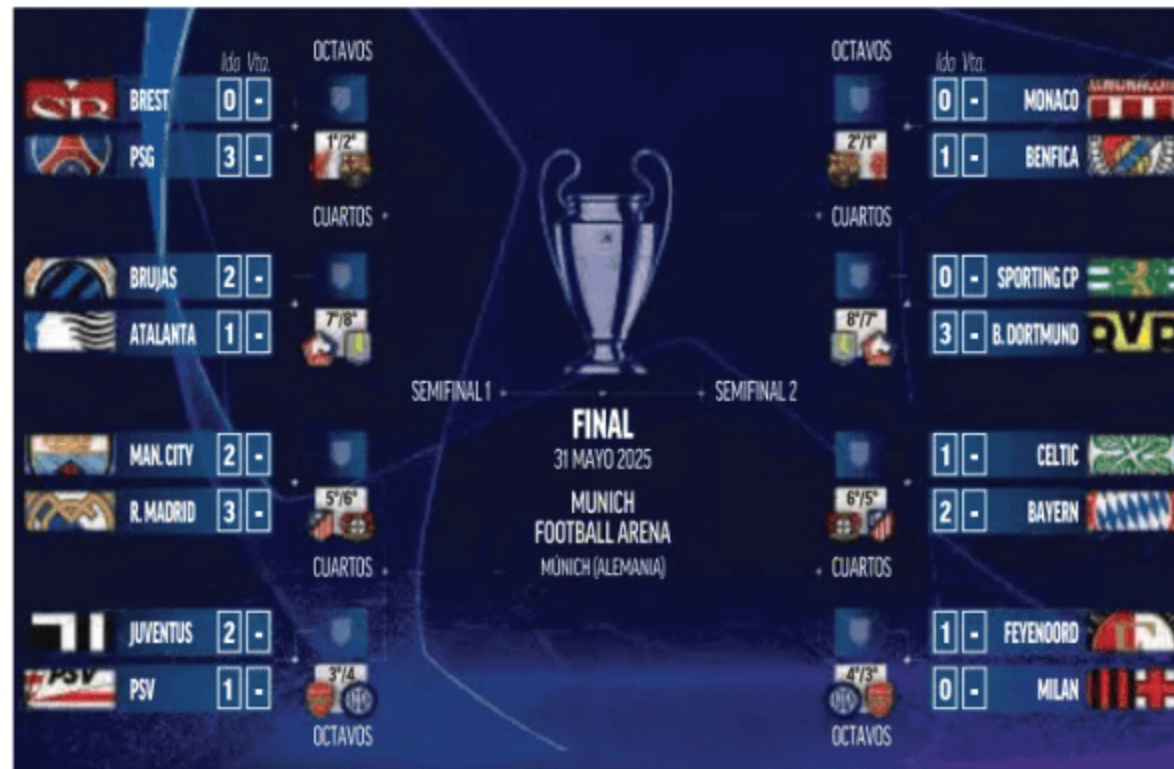 OCTAVOS
Ida Vta.
BREST 0 -
PSG 3 -
1º/2º
CUARTOS
BRUJAS 2 -
ATALANTA 1 -
7º/8º
MAN. CITY 2 -
R. MADRID 3 -
5º/6º
CUARTOS
JUVENTUS 2 -
PSV PSV 1 -
3º/4
OCTAVOS
SEMIFINAL 1
SEMIFINAL 2
FINAL
31 MAYO 2025
MUNICH
FOOTBALL ARENA
MÚNICH (ALEMANIA)
OCTAVOS
Ida Vta.
0 - MONACO
1 - BENFICA
2º/1º
CUARTOS
0 - SPORTING CP
3 - B. DORTMUND BVB
8º/7º
1 - CELTIC
2 - BAYERN
6º/5º
CUARTOS
1 - FEYENOORD
0 - MILAN
4º/3º
OCTAVOS